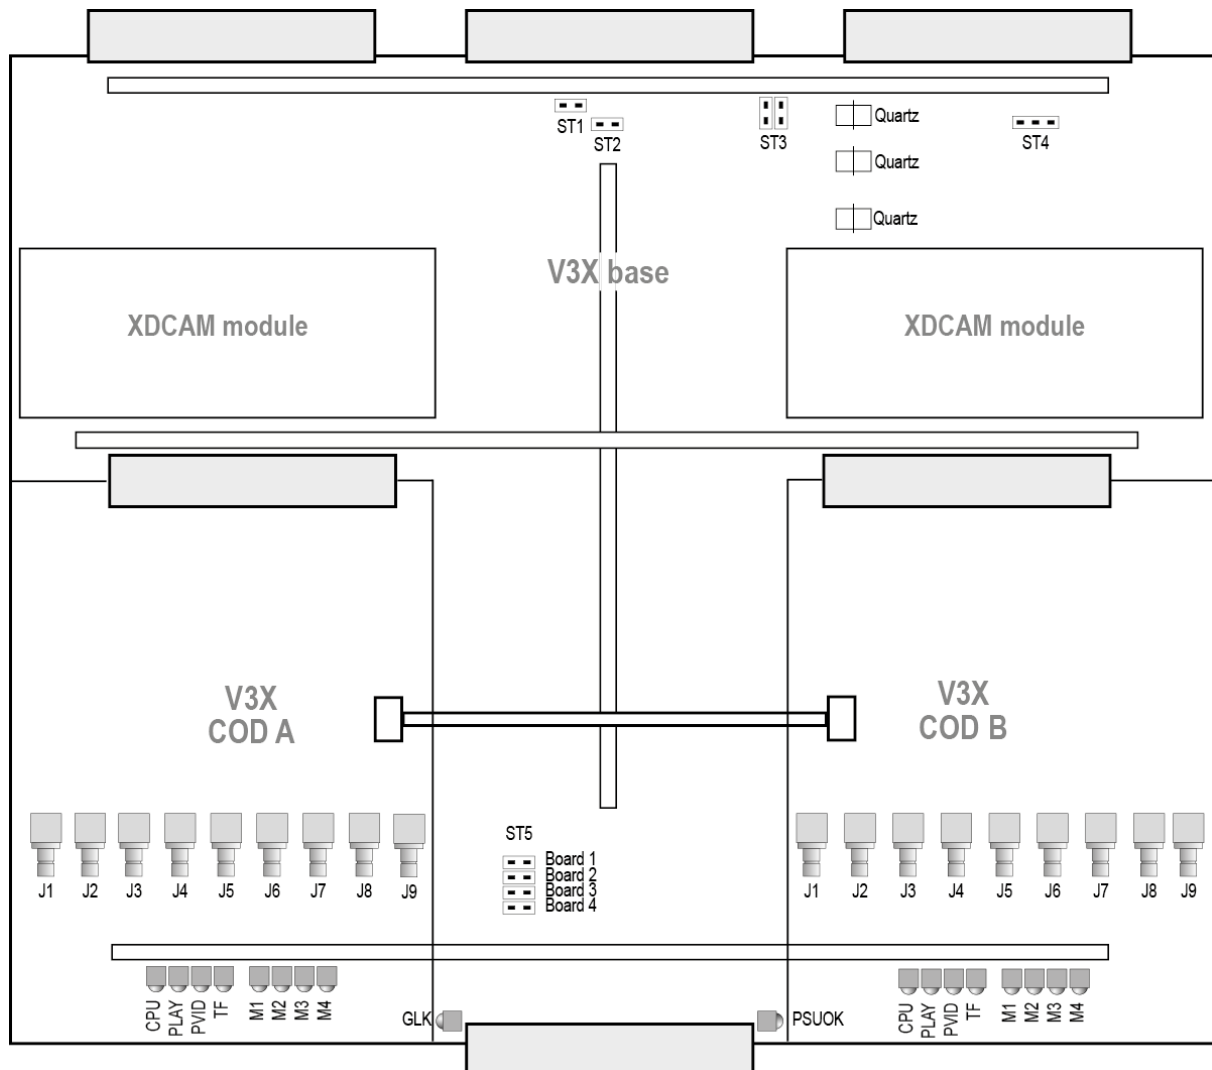 ST1
ST2
ST3
Quartz
ST4
Quartz
Quartz
V3X base
XDCAM module
XDCAM module
V3X
COD A
V3X
COD B
J1 J2 J3 J4 J5 J6 J7 J8 J9
ST5
Board 1
Board 2
Board 3
Board 4
J1 J2 J3 J4 J5 J6 J7 J8 J9
CPU
PLAY
PVID
TF
M1
M2
M3
M4
GLK
PSUOK
CPU
PLAY
PVID
TF
M1
M2
M3
M4